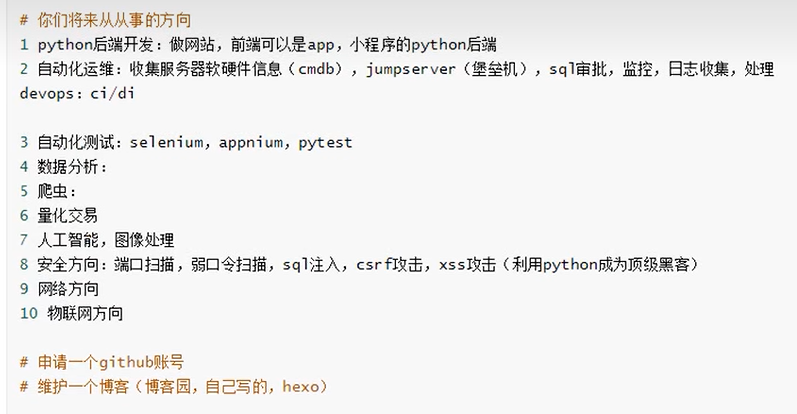 # 你们将来从从事的方向
1 python后端开发：做网站，前端可以是app，小程序的python后端
2 自动化运维：收集服务器软硬件信息（cmdb），jumpserver（堡垒机），sql审批，监控，日志收集，处理
devops：ci/di
3 自动化测试：selenium，appnium，pytest
4 数据分析：
5 爬虫：
6 量化交易
7 人工智能，图像处理
8 安全方向：端口扫描，弱口令扫描，sql注入，csrf攻击，xss攻击（利用python成为顶级黑客）
9 网络方向
10 物联网方向
# 申请一个github账号
# 维护一个博客（博客园，自己写的，hexo）